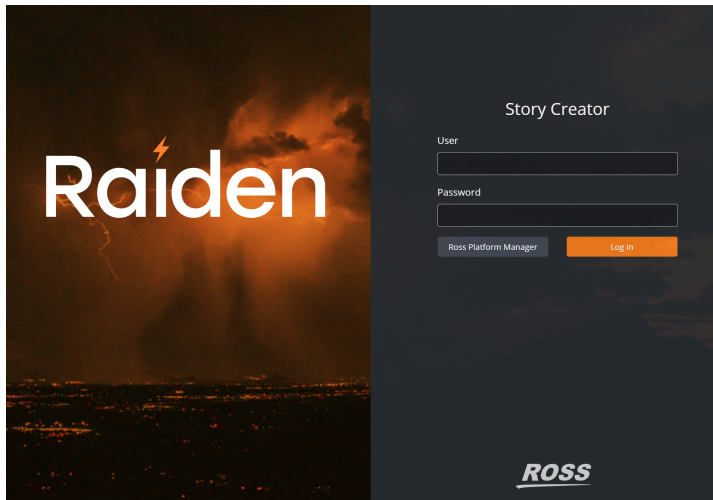 Raiden
Story Creator
User
Password
Ross Platform Manager
Log in
ROSS